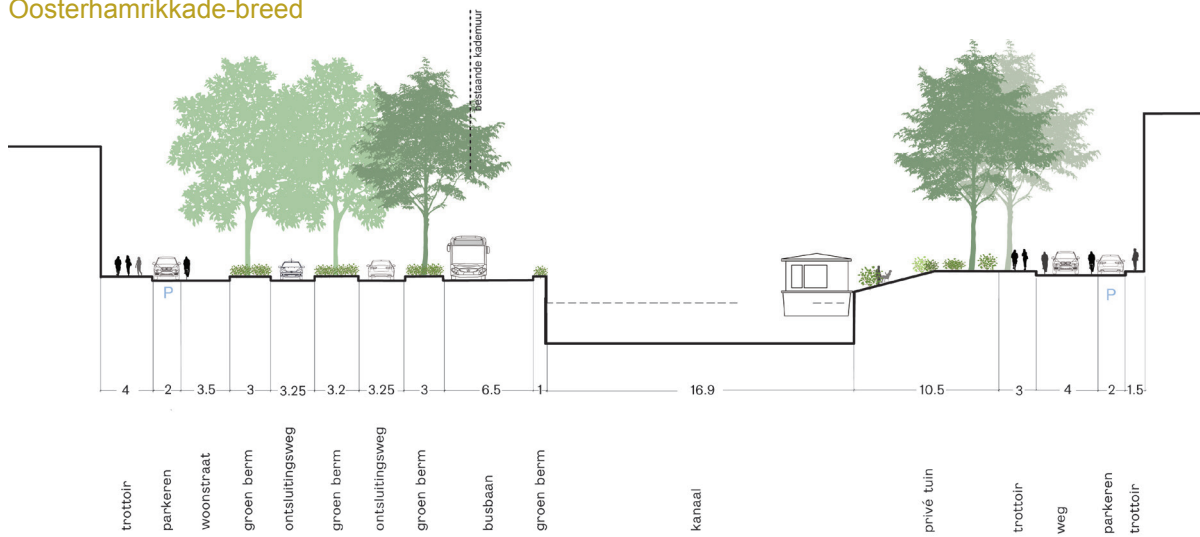 Oosterhamrikkade-breed
bestaande kademuur
P
P
4 2 3.5 3 3.25 3.2 3.25 3 6.5 1 16.9 10.5 3 4 2 1.5
trottoir
parkeren
woonstraat
groen berm
ontsluitingsweg
groen berm
ontsluitingsweg
groen berm
busbaan
groen berm
kanaal
privé tuin
trottoir
weg
parkeren
trottoir